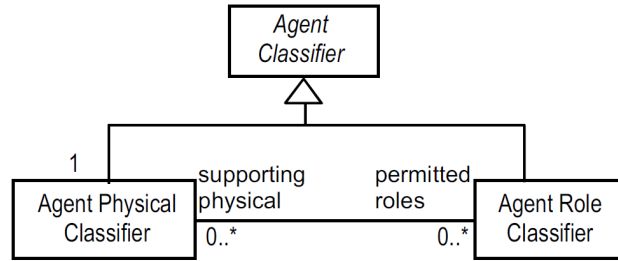 Agent
Classifier
1
supporting
physical
permitted
roles
Agent Physical
Classifier
0..*
0..*
Agent Role
Classifier